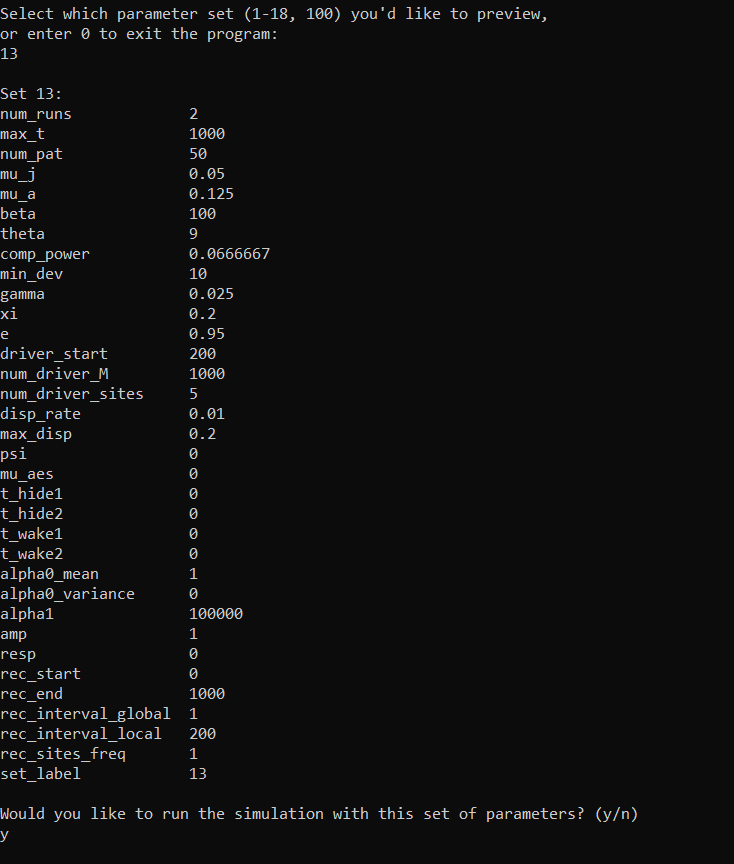 Select which parameter set (1-18, 100) you'd like to preview,
or enter 0 to exit the program:
13
Set 13:
num_runs 2
max_t 1000
num_pat 50
mu_j 0.05
mu_a 0.125
beta 100
theta 9
comp_power 0.0666667
min_dev 10
gamma 0.025
xi 0.2
e 0.95
driver_start 200
num_driver_M 1000
num_driver_sites 5
disp_rate 0.01
max_disp 0.2
psi 0
mu_aes 0
t_hide1 0
t_hide2 0
t_wake1 0
t_wake2 0
alpha0_mean 1
alpha0_variance 0
alpha1 100000
amp 1
resp 0
rec_start 0
rec_end 1000
rec_interval_global 1
rec_interval_local 200
rec_sites_freq 1
set_label 13
Would you like to run the simulation with this set of parameters? (y/n)
y